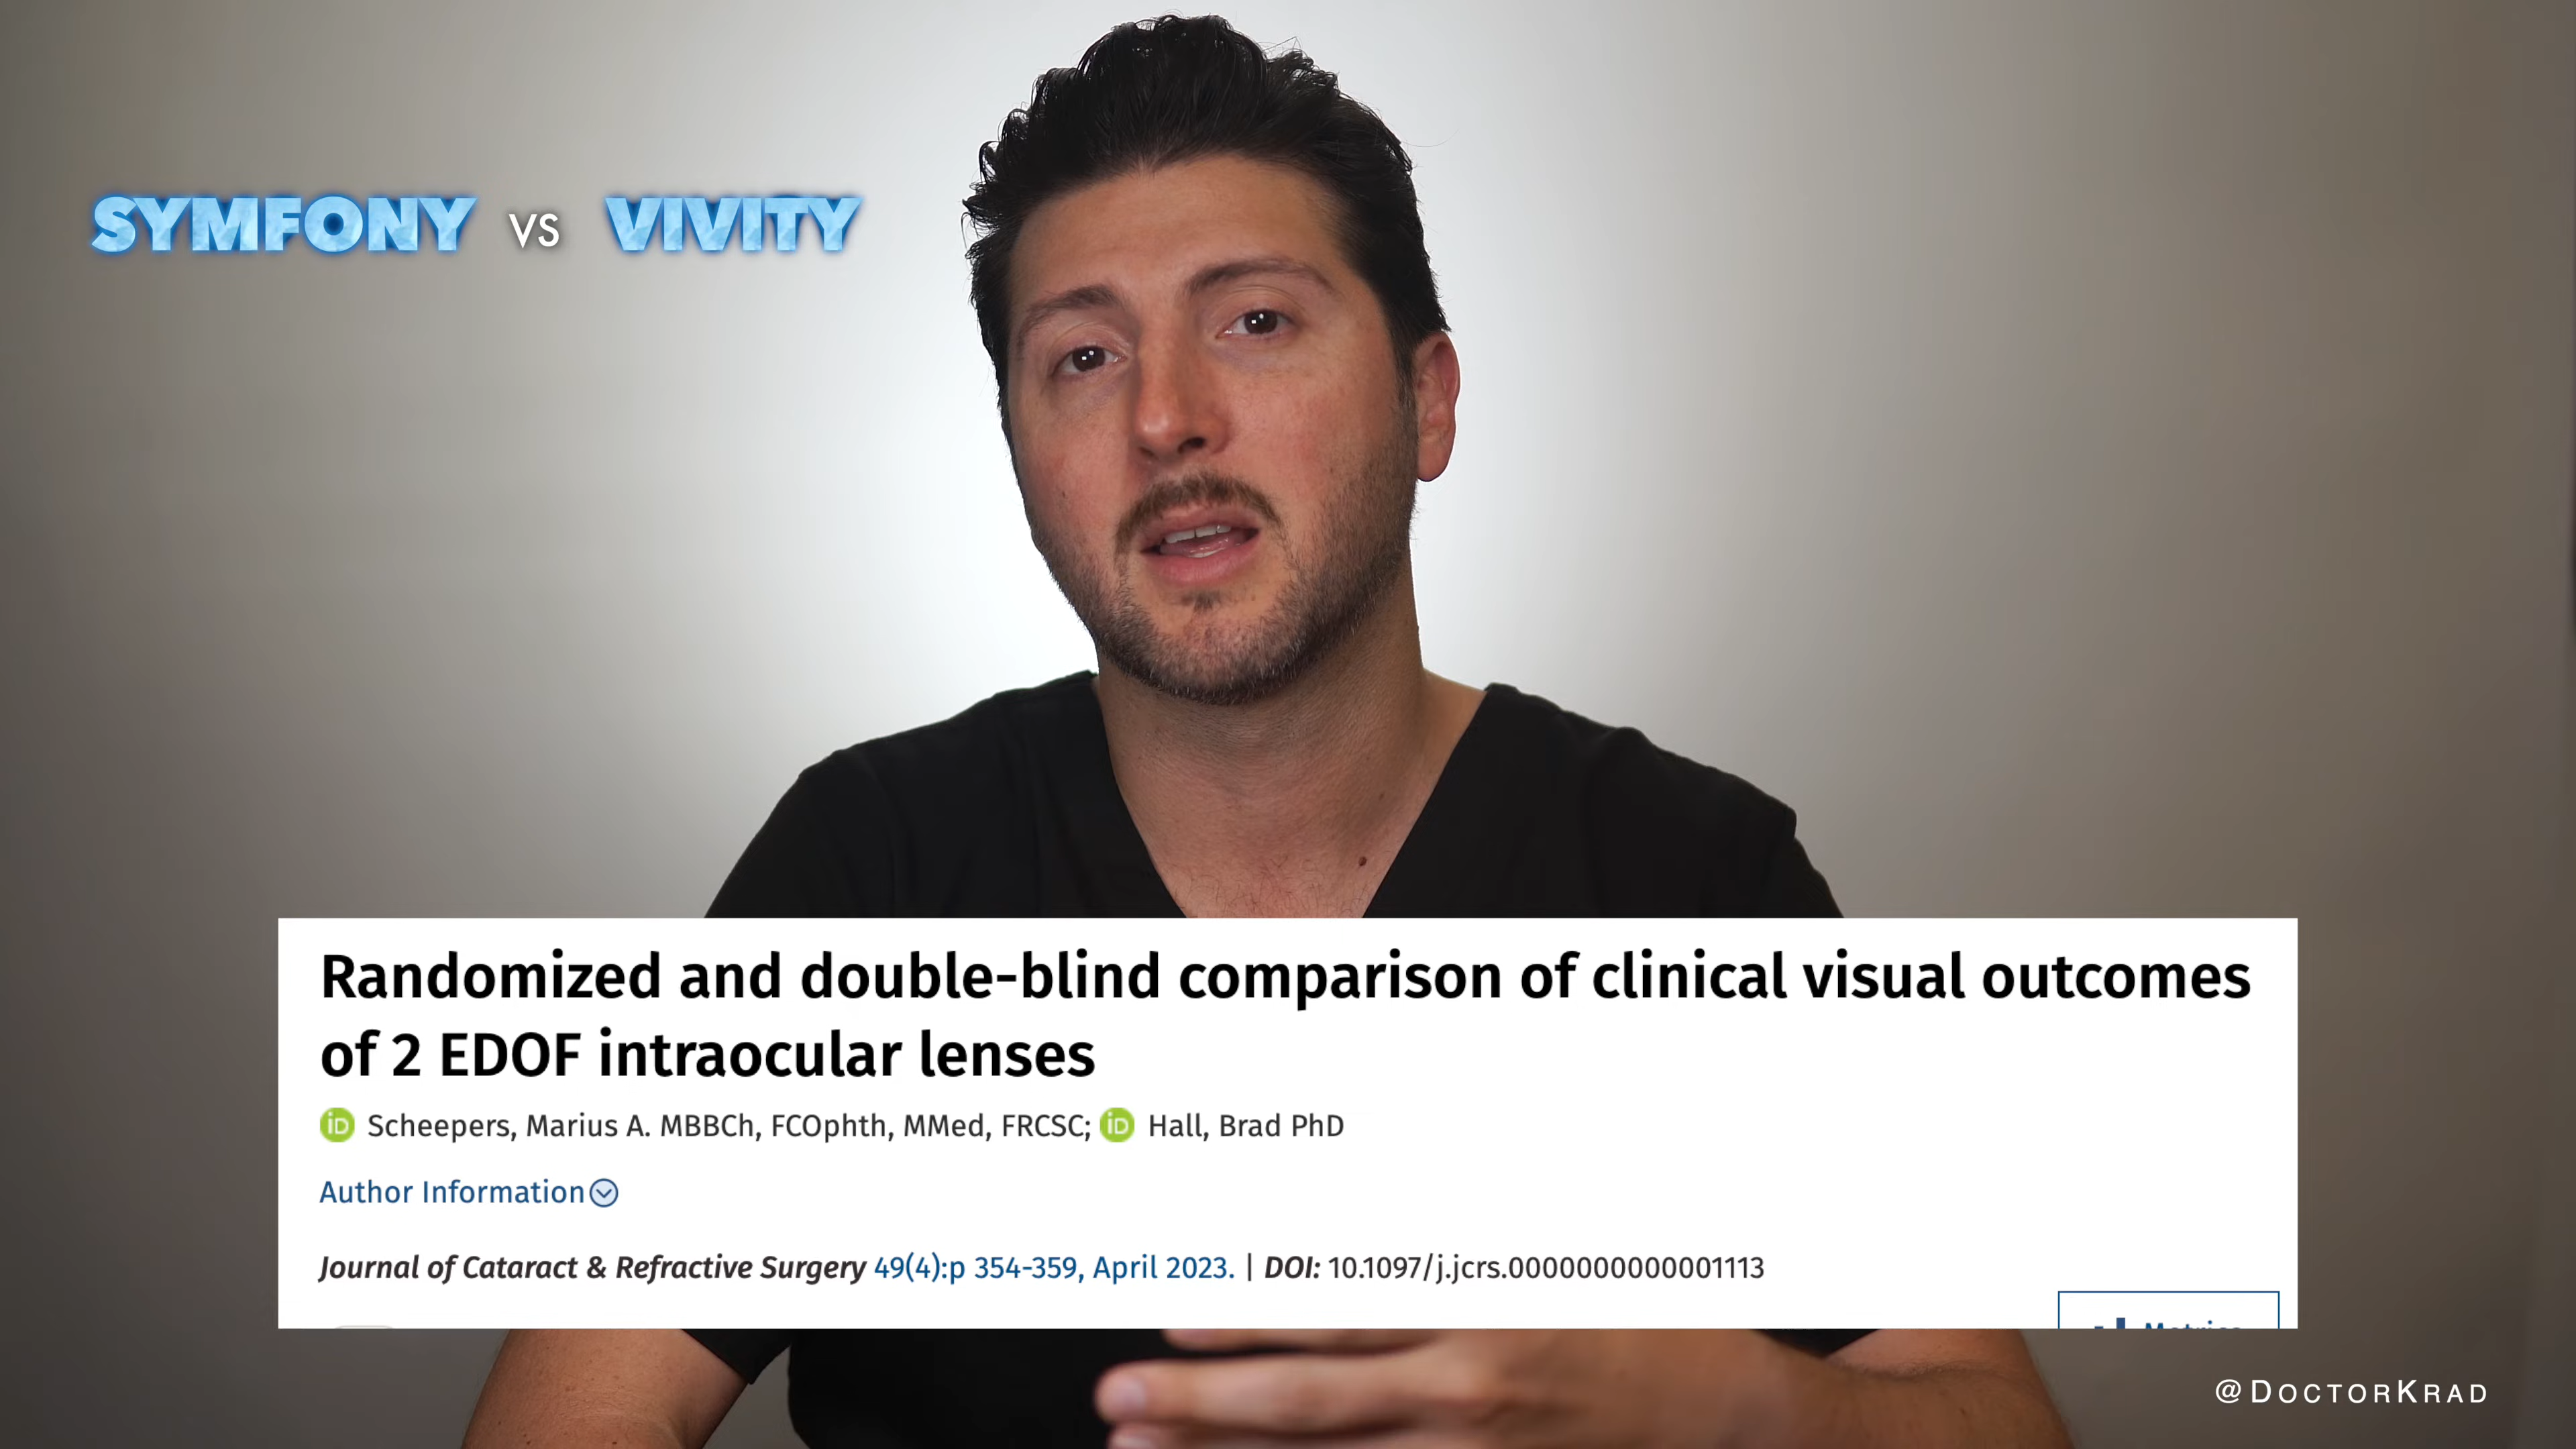 SYMFONY VS VIVITY
Randomized and double-blind comparison of clinical visual outcomes
of 2 EDOF intraocular lenses
iD Scheepers, Marius A. MBBCh, FCOphth, MMed, FRCSC; iD Hall, Brad PhD
Author Information
Journal of Cataract & Refractive Surgery 49(4):p 354-359, April 2023. | DOI: 10.1097/j.jcrs.0000000000001113
@DOCTORKRAD